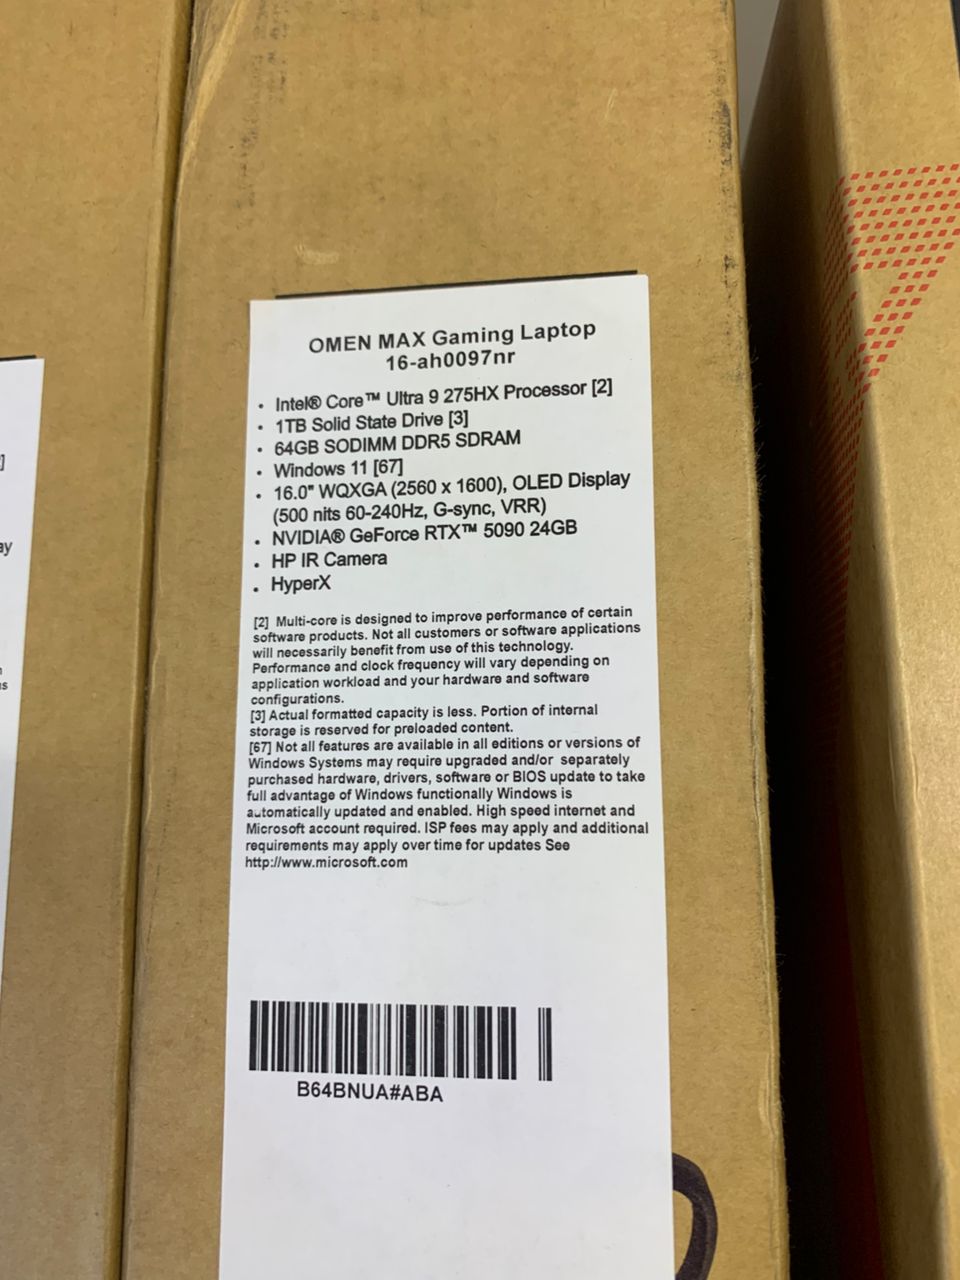 OMEN MAX Gaming Laptop
16-ah0097nr
• Intel® Core™ Ultra 9 275HX Processor [2]
• 1TB Solid State Drive [3]
• 64GB SODIMM DDR5 SDRAM
• Windows 11 [67]
• 16.0" WQXGA (2560 x 1600), OLED Display
(500 nits 60-240Hz, G-sync, VRR)
• NVIDIA® GeForce RTX™ 5090 24GB
• HP IR Camera
• HyperX
[2] Multi-core is designed to improve performance of certain
software products. Not all customers or software applications
will necessarily benefit from use of this technology.
Performance and clock frequency will vary depending on
application workload and your hardware and software
configurations.
[3] Actual formatted capacity is less. Portion of internal
storage is reserved for preloaded content.
[67] Not all features are available in all editions or versions of
Windows Systems may require upgraded and/or separately
purchased hardware, drivers, software or BIOS update to take
full advantage of Windows functionally Windows is
automatically updated and enabled. High speed internet and
Microsoft account required. ISP fees may apply and additional
requirements may apply over time for updates See
http://www.microsoft.com
B64BNUA#ABA